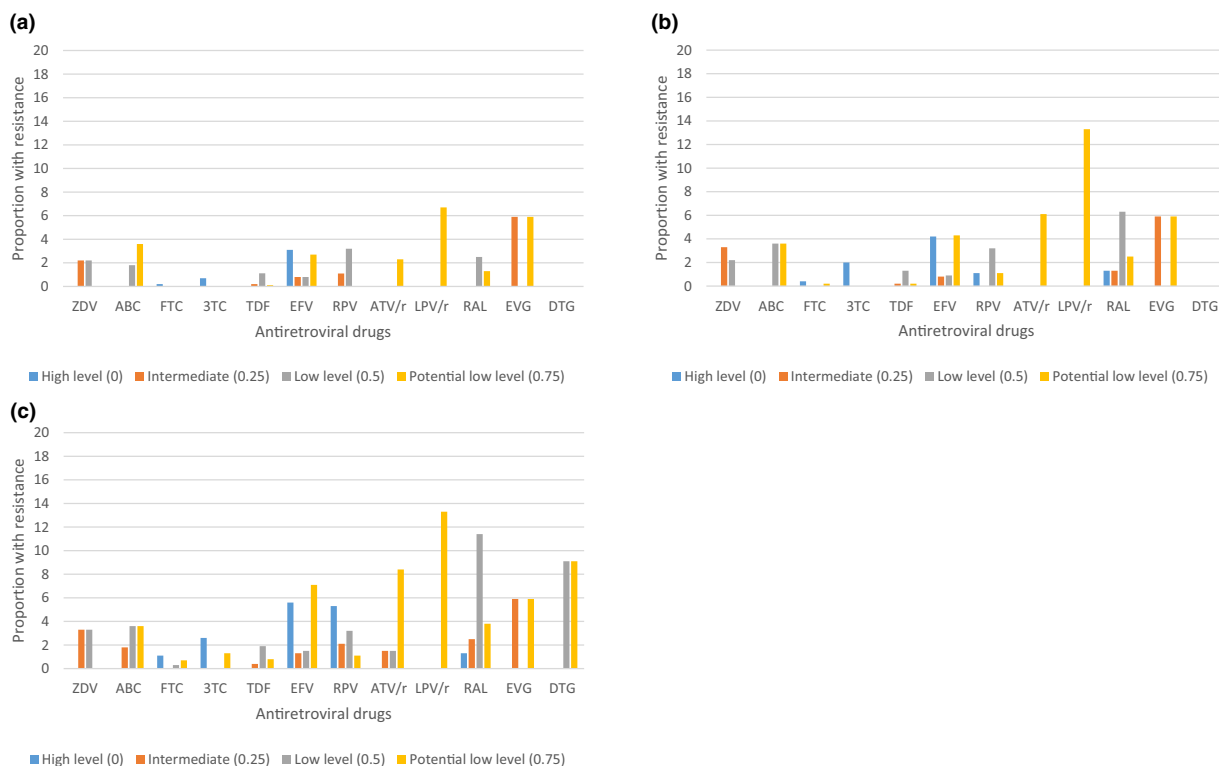 (a)
Proportion with resistance
20
18
16
14
12
10
8
6
4
2
0
ZDV ABC FTC 3TC TDF EFV RPV ATV/r LPV/r RAL EVG DTG
Antiretroviral drugs
High level (0) Intermediate (0.25) Low level (0.5) Potential low level (0.75)
(b)
Proportion with resistance
20
18
16
14
12
10
8
6
4
2
0
ZDV ABC FTC 3TC TDF EFV RPV ATV/r LPV/r RAL EVG DTG
Antiretroviral drugs
High level (0) Intermediate (0.25) Low level (0.5) Potential low level (0.75)
(c)
Proportion with resistance
20
18
16
14
12
10
8
6
4
2
0
ZDV ABC FTC 3TC TDF EFV RPV ATV/r LPV/r RAL EVG DTG
Antiretroviral drugs
High level (0) Intermediate (0.25) Low level (0.5) Potential low level (0.75)